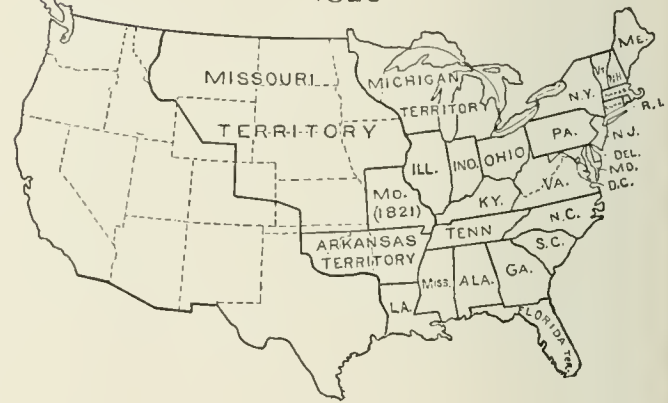 MISSOURI
TERRITORY
MICHIGAN
TERRITORY
ME.
VT.
N.H.
N.Y.
MASS.
R.I.
PA.
N.J.
DEL.
MD.
D.C.
ILL.
IND.
OHIO
VA.
MO.
(1821)
KY.
N.C.
TENN
ARKANSAS
TERRITORY
S.C.
MISS.
ALA.
GA.
LA.
FLORIDA TER.